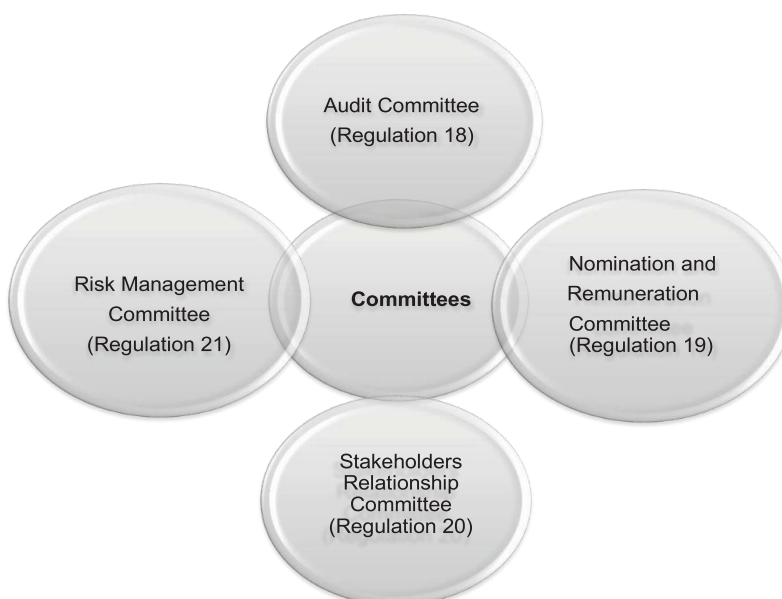 Audit Committee
(Regulation 18)
Risk Management
Committee
(Regulation 21)
Committees
Nomination and
Remuneration
Committee
(Regulation 19)
Stakeholders
Relationship
Committee
(Regulation 20)